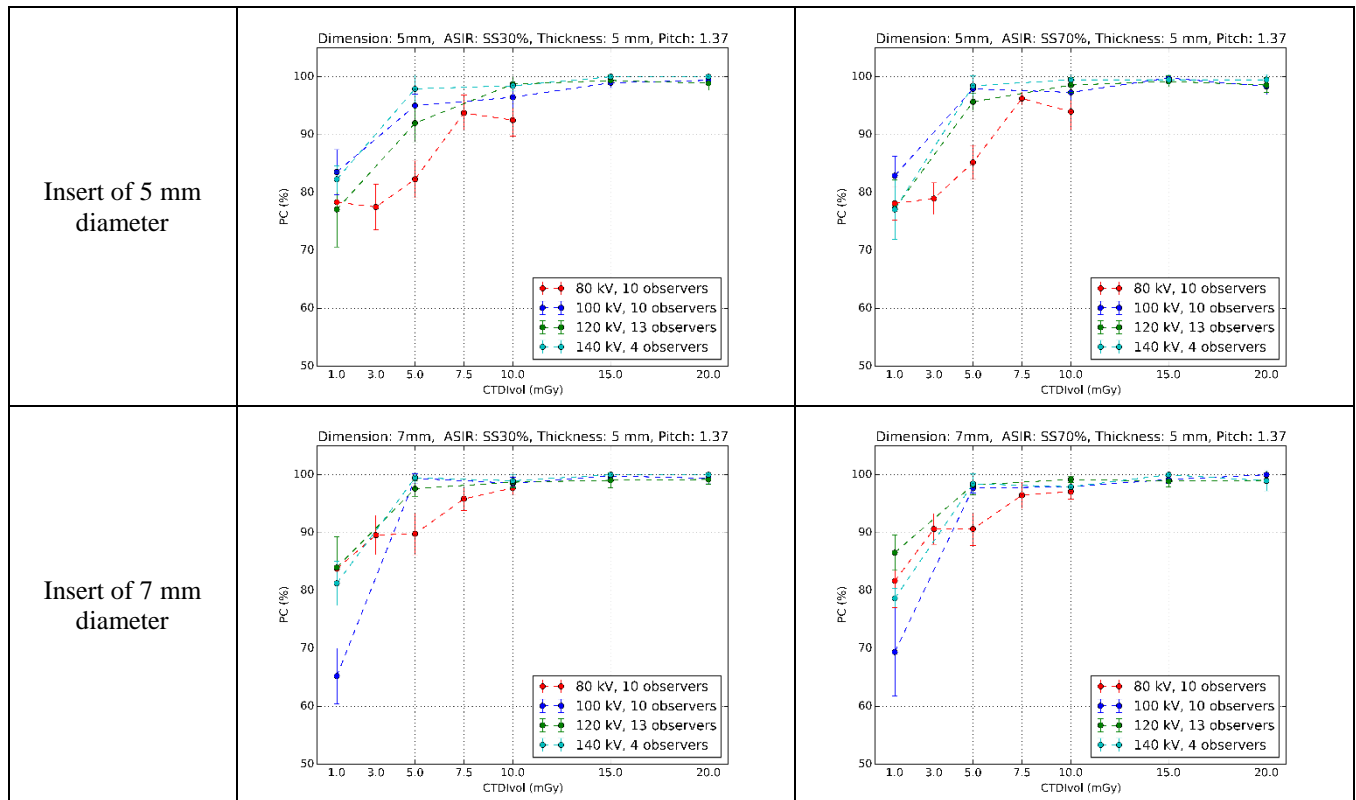 Insert of 5 mm
diameter
Dimension: 5mm, ASIR: SS30%, Thickness: 5 mm, Pitch: 1.37
100
90
80
70
60
50
PC (%)
80 kV, 10 observers
100 kV, 10 observers
120 kV, 13 observers
140 kV, 4 observers
1.0 3.0 5.0 7.5 10.0 15.0 20.0
CTDIvol (mGy)
Dimension: 5mm, ASIR: SS70%, Thickness: 5 mm, Pitch: 1.37
100
90
80
70
60
50
PC (%)
80 kV, 10 observers
100 kV, 10 observers
120 kV, 13 observers
140 kV, 4 observers
1.0 3.0 5.0 7.5 10.0 15.0 20.0
CTDIvol (mGy)
Insert of 7 mm
diameter
Dimension: 7mm, ASIR: SS30%, Thickness: 5 mm, Pitch: 1.37
100
90
80
70
60
50
PC (%)
80 kV, 10 observers
100 kV, 10 observers
120 kV, 13 observers
140 kV, 4 observers
1.0 3.0 5.0 7.5 10.0 15.0 20.0
CTDIvol (mGy)
Dimension: 7mm, ASIR: SS70%, Thickness: 5 mm, Pitch: 1.37
100
90
80
70
60
50
PC (%)
80 kV, 10 observers
100 kV, 10 observers
120 kV, 13 observers
140 kV, 4 observers
1.0 3.0 5.0 7.5 10.0 15.0 20.0
CTDIvol (mGy)